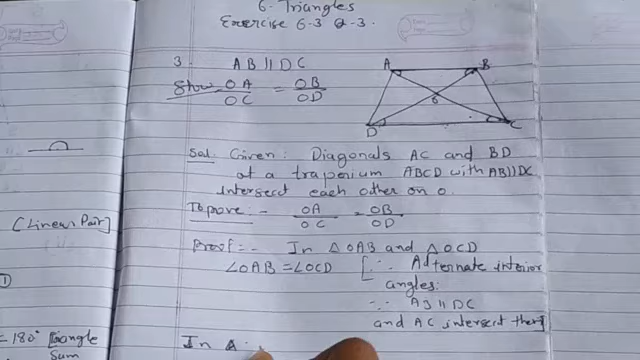 6. Triangles
Exercise 6.3 Q-3.
3 AB || DC
Show OA/OC = OB/OD
A B
O
D C
Sol. Given: Diagonals AC and BD
of a trapezium ABCD with AB||DC
intersect each other on O.
To prove:- OA/OC = OB/OD
Proof:- In △OAB and △OCD
∠OAB = ∠OCD [∵ Alternate interior
angles:
∵ AB || DC
and AC intersect them]
In △
[Linear Pair]
= 180° Triangle
Sum